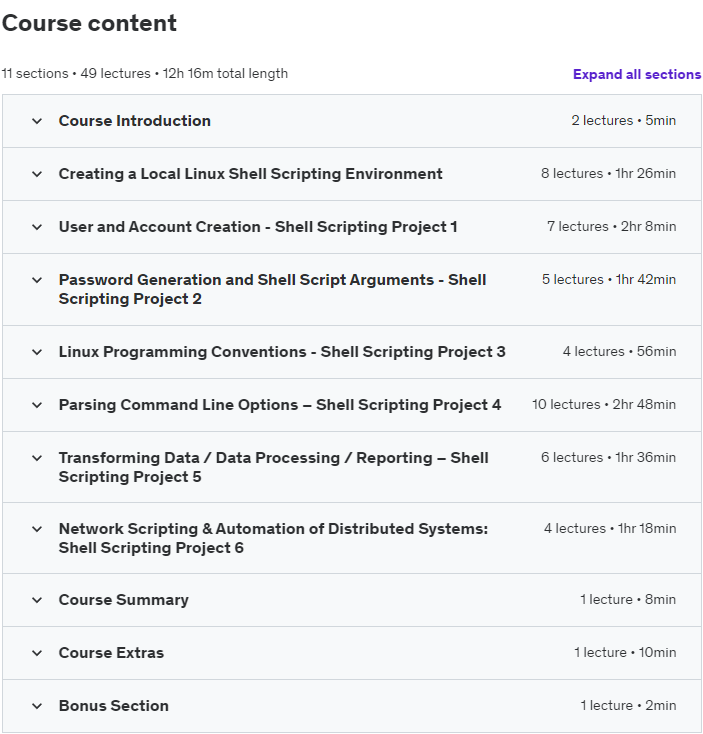 Course content
11 sections • 49 lectures • 12h 16m total length
Expand all sections
Course Introduction
2 lectures • 5min
Creating a Local Linux Shell Scripting Environment
8 lectures • 1hr 26min
User and Account Creation - Shell Scripting Project 1
7 lectures • 2hr 8min
Password Generation and Shell Script Arguments - Shell
Scripting Project 2
5 lectures • 1hr 42min
Linux Programming Conventions - Shell Scripting Project 3
4 lectures • 56min
Parsing Command Line Options – Shell Scripting Project 4
10 lectures • 2hr 48min
Transforming Data / Data Processing / Reporting – Shell
Scripting Project 5
6 lectures • 1hr 36min
Network Scripting & Automation of Distributed Systems:
Shell Scripting Project 6
4 lectures • 1hr 18min
Course Summary
1 lecture • 8min
Course Extras
1 lecture • 10min
Bonus Section
1 lecture • 2min